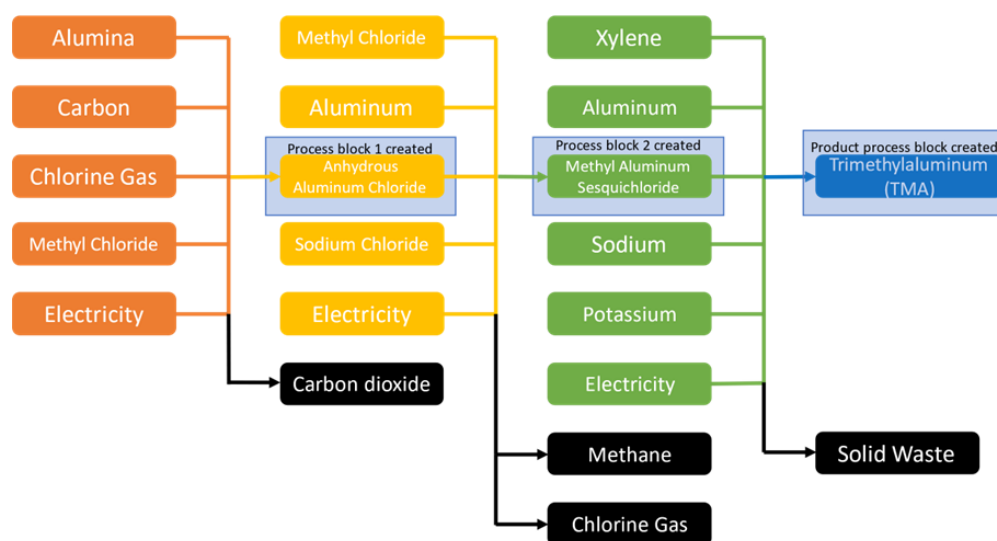 Alumina
Carbon
Chlorine Gas
Methyl Chloride
Electricity
Methyl Chloride
Aluminum
Process block 1 created
Anhydrous
Aluminum Chloride
Sodium Chloride
Electricity
Carbon dioxide
Xylene
Aluminum
Process block 2 created
Methyl Aluminum
Sesquichloride
Sodium
Potassium
Electricity
Methane
Chlorine Gas
Product process block created
Trimethylaluminum
(TMA)
Solid Waste